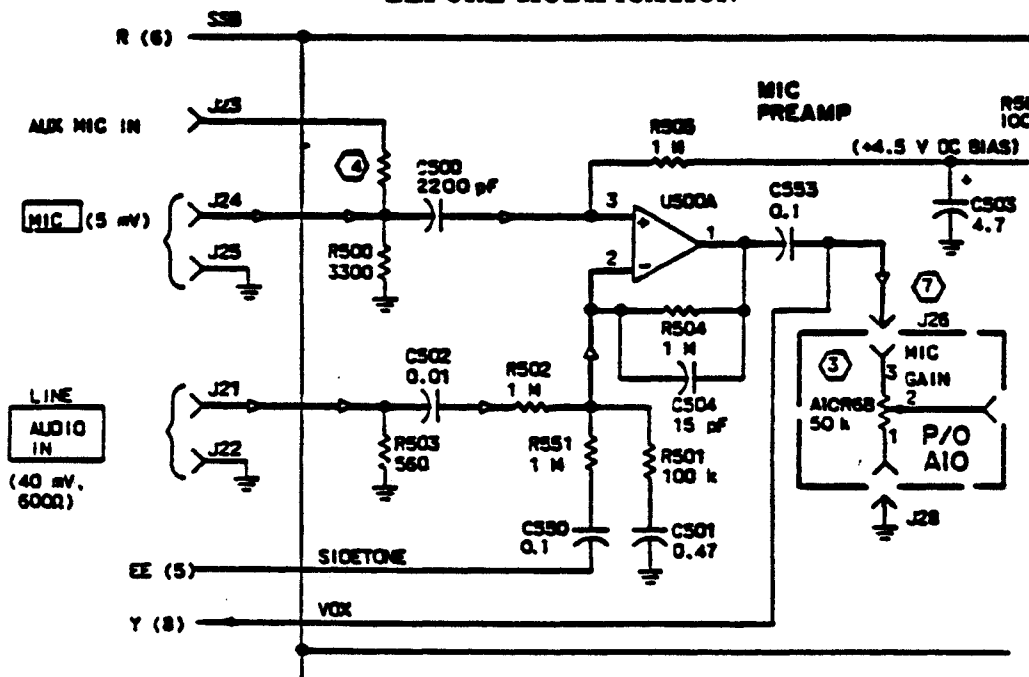 SSB
R (6)
J23
AUX MIC IN
4
C500
2200 pF
R505
1 M
MIC
PREAMP
(+4.5 V DC BIAS)
J24
MIC (5 mV)
J25
R500
3300
3
2
1
+
-
U500A
C553
0.1
+
C503
4.7
R504
1 M
C504
15 pF
7
J26
3
MIC
GAIN
3
2
1
50 k
P/O
A10
J28
LINE
AUDIO
IN
(40 mV,
600Ω)
J21
J22
C502
0.01
R502
1 M
R503
560
R551
1 M
R501
100 k
C550
0.1
C501
0.47
EE (5)
SIDETONE
Y (8)
VOX